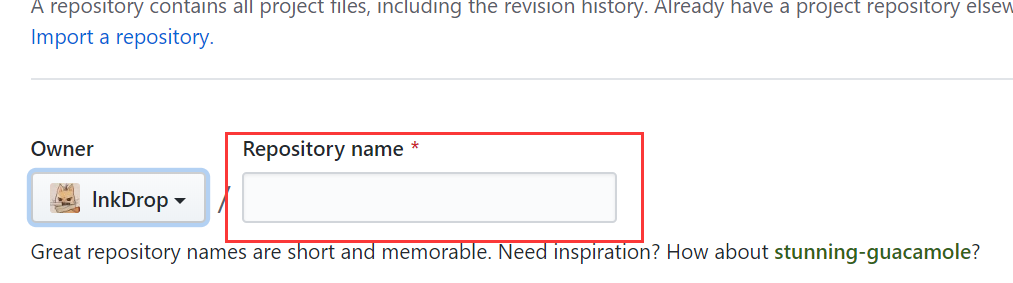 A repository contains all project files, including the revision history. Already have a project repository elsew
Import a repository.
Owner
Repository name *
lnkDrop
/
Great repository names are short and memorable. Need inspiration? How about stunning-guacamole?